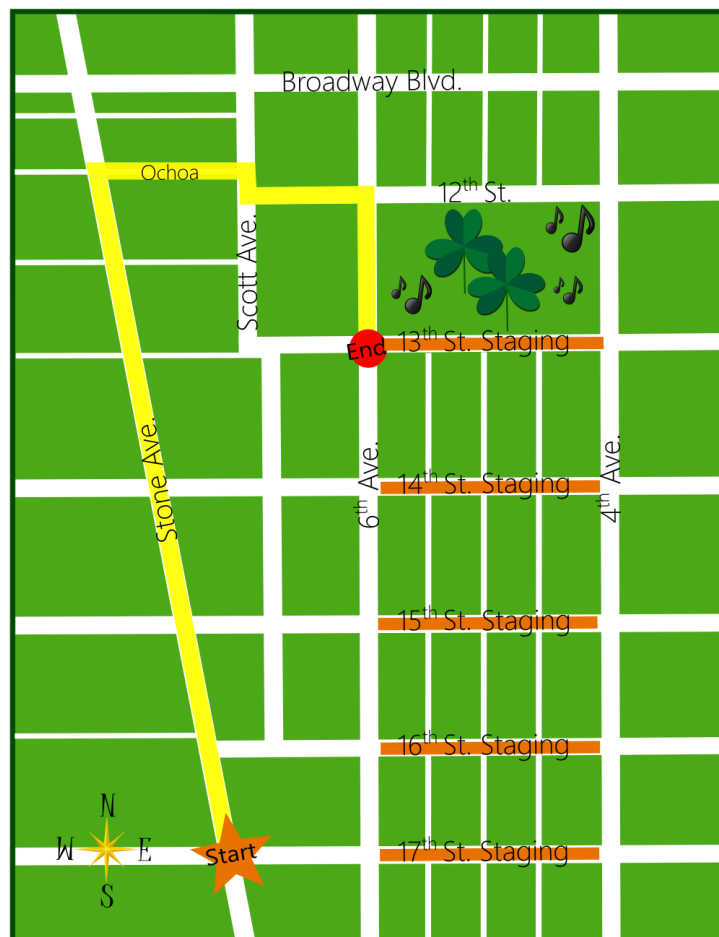 Broadway Blvd.
Ochoa
12th St.
Scott Ave.
End
13th St. Staging
Stone Ave.
6th Ave.
14th St. Staging
4th Ave.
15th St. Staging
16th St. Staging
N
W E
S
Start
17th St. Staging